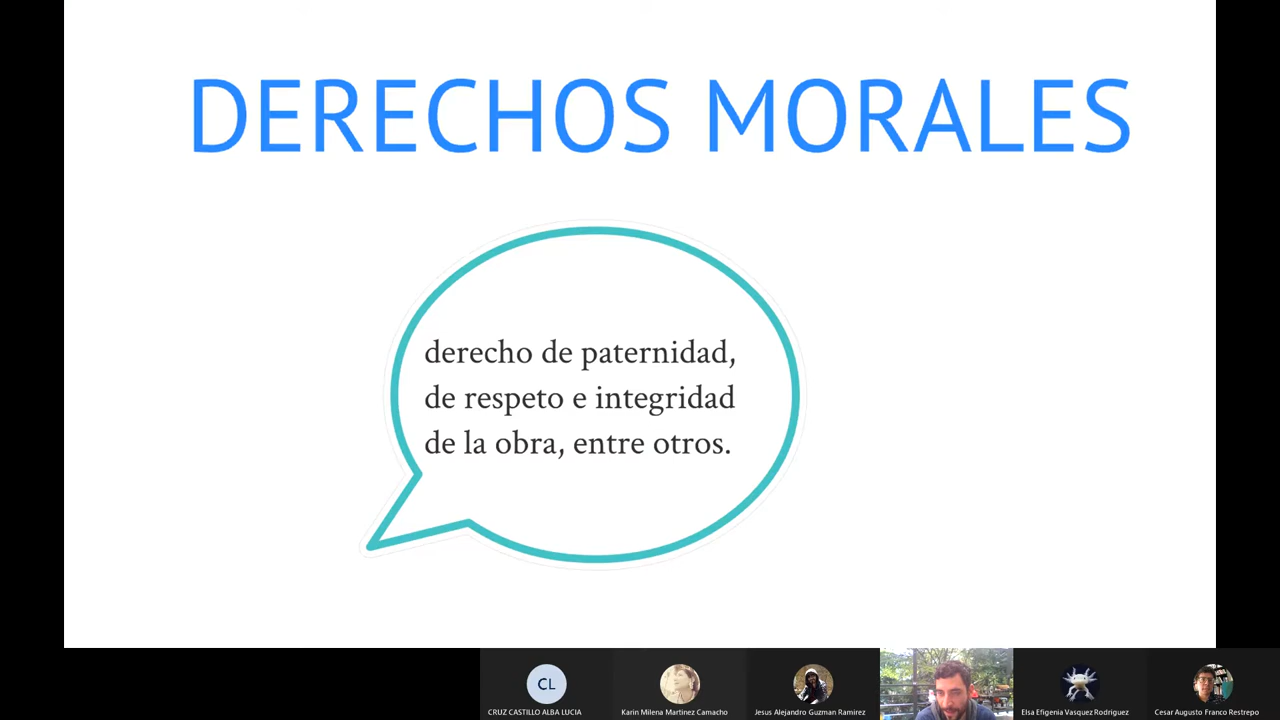 DERECHOS MORALES
derecho de paternidad,
de respeto e integridad
de la obra, entre otros.
CL
CRUZ CASTILLO ALBA LUCIA
Karin Milena Martinez Camacho
Jesus Alejandro Guzman Ramirez
Elsa Efigenia Vasquez Rodriguez
Cesar Augusto Franco Restrepo